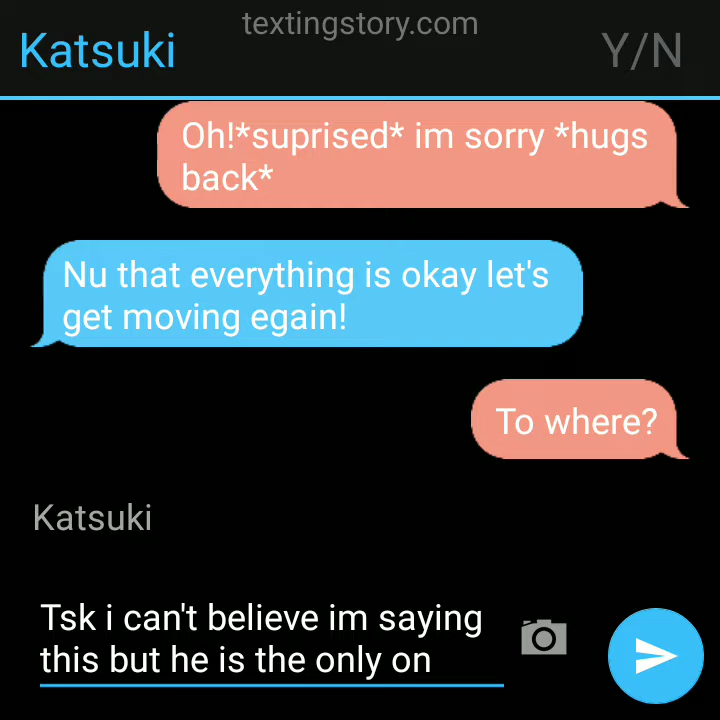 textingstory.com
Katsuki
Y/N
Oh!*suprised* im sorry *hugs
back*
Nu that everything is okay let's
get moving egain!
To where?
Katsuki
Tsk i can't believe im saying
this but he is the only on